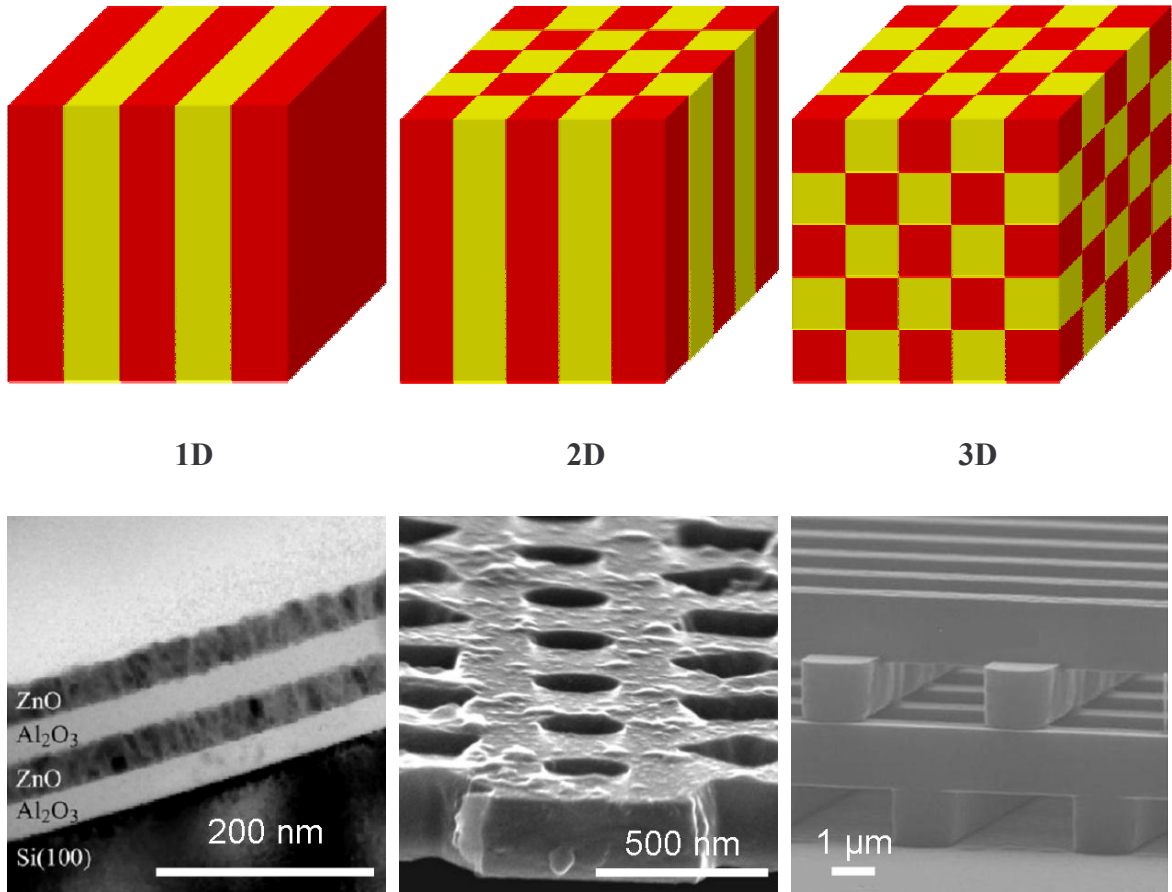 1D
2D
3D
ZnO
Al₂O₃
ZnO
Al₂O₃
Si(100)
200 nm
500 nm
1 µm